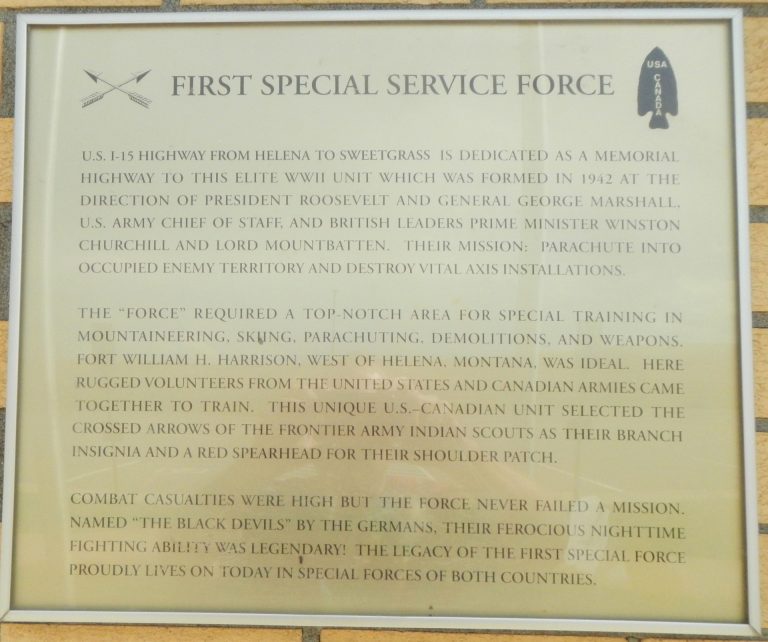 FIRST SPECIAL SERVICE FORCE
USA
CANADA
U.S. I-15 HIGHWAY FROM HELENA TO SWEETGRASS IS DEDICATED AS A MEMORIAL
HIGHWAY TO THIS ELITE WWII UNIT WHICH WAS FORMED IN 1942 AT THE
DIRECTION OF PRESIDENT ROOSEVELT AND GENERAL GEORGE MARSHALL,
U.S. ARMY CHIEF OF STAFF, AND BRITISH LEADERS PRIME MINISTER WINSTON
CHURCHILL AND LORD MOUNTBATTEN. THEIR MISSION: PARACHUTE INTO
OCCUPIED ENEMY TERRITORY AND DESTROY VITAL AXIS INSTALLATIONS.
THE "FORCE" REQUIRED A TOP-NOTCH AREA FOR SPECIAL TRAINING IN
MOUNTAINEERING, SKIING, PARACHUTING, DEMOLITIONS, AND WEAPONS.
FORT WILLIAM H. HARRISON, WEST OF HELENA, MONTANA, WAS IDEAL. HERE
RUGGED VOLUNTEERS FROM THE UNITED STATES AND CANADIAN ARMIES CAME
TOGETHER TO TRAIN. THIS UNIQUE U.S.–CANADIAN UNIT SELECTED THE
CROSSED ARROWS OF THE FRONTIER ARMY INDIAN SCOUTS AS THEIR BRANCH
INSIGNIA AND A RED SPEARHEAD FOR THEIR SHOULDER PATCH.
COMBAT CASUALTIES WERE HIGH BUT THE FORCE NEVER FAILED A MISSION.
NAMED "THE BLACK DEVILS" BY THE GERMANS, THEIR FEROCIOUS NIGHTTIME
FIGHTING ABILITY WAS LEGENDARY! THE LEGACY OF THE FIRST SPECIAL FORCE
PROUDLY LIVES ON TODAY IN SPECIAL FORCES OF BOTH COUNTRIES.